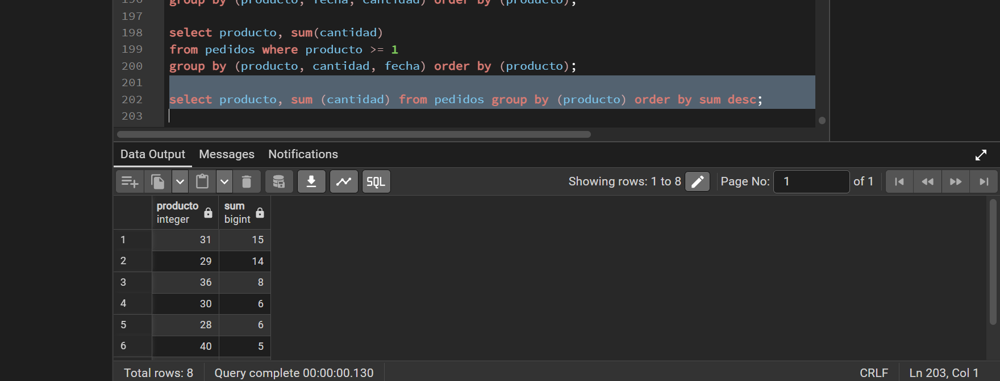 196 group by (producto, fecha, cantidad) order by (producto);
197
198 select producto, sum(cantidad)
199 from pedidos where producto >= 1
200 group by (producto, cantidad, fecha) order by (producto);
201
202 select producto, sum (cantidad) from pedidos group by (producto) order by sum desc;
203
Data Output Messages Notifications
SQL Showing rows: 1 to 8 Page No: 1 of 1
producto sum
integer bigint
1 31 15
2 29 14
3 36 8
4 30 6
5 28 6
6 40 5
Total rows: 8 Query complete 00:00:00.130 CRLF Ln 203, Col 1